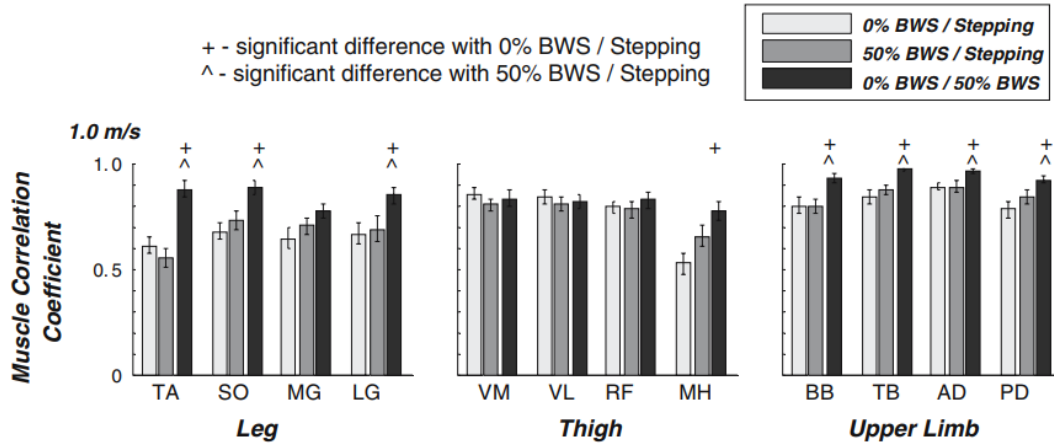 + - significant difference with 0% BWS / Stepping
^ - significant difference with 50% BWS / Stepping
0% BWS / Stepping
50% BWS / Stepping
0% BWS / 50% BWS
1.0 m/s
Muscle Correlation
Coefficient
1.0
0.5
0
+ + + + + + + +
^ ^ ^ ^ ^ ^ ^
TA SO MG LG VM VL RF MH BB TB AD PD
Leg Thigh Upper Limb